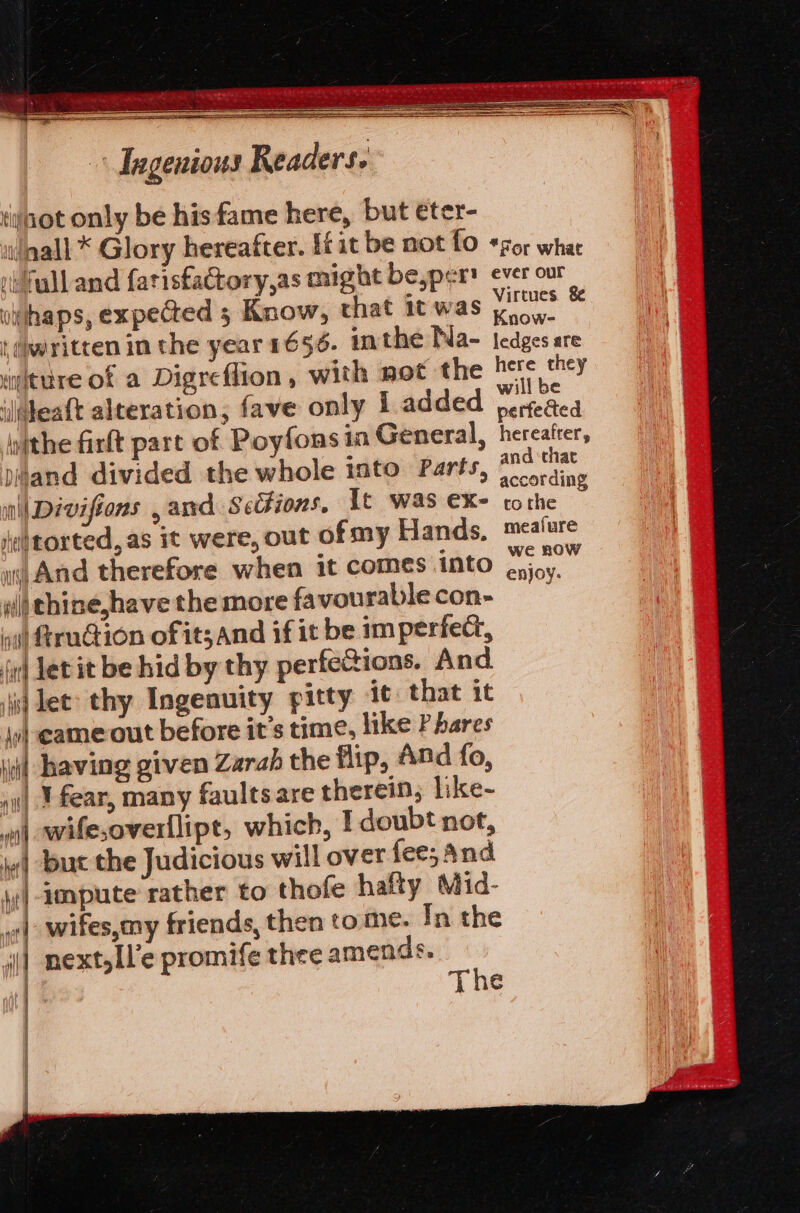 Ingenious Readers.
not only be his fame here, but eter-
nall * Glory hereafter. If it be not ſo
full and ſatisfactory, as might be, per-
haps, expected ; Know, that it was
written in the year 1656. in the Na-
ture of a Digreſſion, with not the
leaſt alteration, ſave only I added
the firſt part of Poyſons in General,
and divided the whole into Parts,
Diviſions , and Sections. It was ex-
torted, as it were, out of my Hands.
And therefore when it comes into
thine, have the more favourable con-
ſtruction of it; And if it be imperfect,
let it be hid by thy perfections. And
let thy Ingenuity pitty it that it
came out before it's time, like Phares
having given Zarah the ſlip, And ſo,
I fear, many faults are therein, like-
wiſe, overſlipt, which, I doubt not,
but the Judicious will over ſee; And
impute rather to thoſe haſty Mid-
wifes, my friends, then to me. In the
next, Il'e promiſe thee amends.
The
*For what
ever our
Virtues &
Know-
ledges are
here they
will be
perfected
hereafter,
and that
according
to the
meaſure
we now
enjoy.